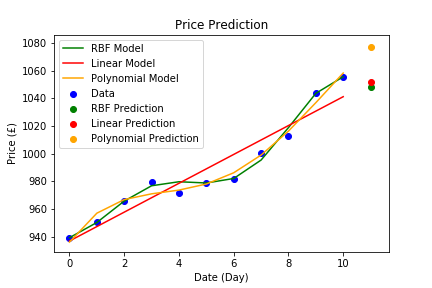 Price Prediction
1080
1060
1040
1020
1000
980
960
940
Price (£)
RBF Model
Linear Model
Polynomial Model
Data
RBF Prediction
Linear Prediction
Polynomial Prediction
0 2 4 6 8 10
Date (Day)